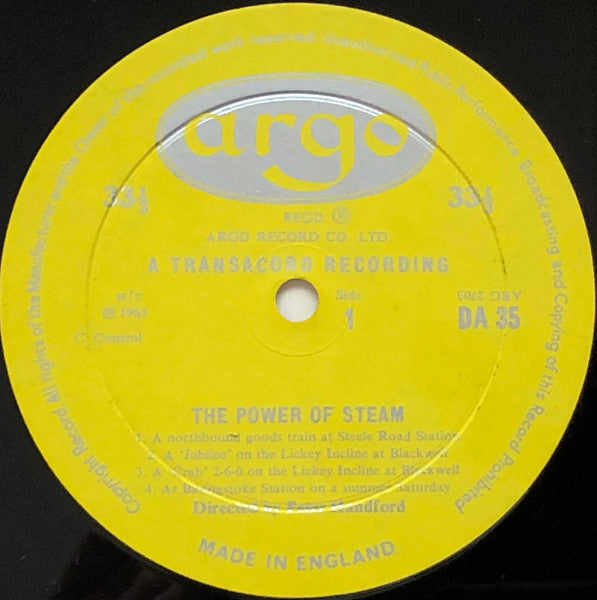 Copyright Record All rights of the Manufacturer and the Owner of the recorded work reserved Unauthorised Public Performance Broadcasting and Copying of this Record Prohibited
argo
33⅓
33⅓
REGD. Ⓡ
ARGO RECORD CO. LTD.
A TRANSACORD RECORDING
M/T
℗ 1965
C. Control
Side
1
ARG 2703
DA 35
THE POWER OF STEAM
1. A northbound goods train at Steele Road Station
2. A 'Jubilee' on the Lickey Incline at Blackwell
3. A 'Crab' 2-6-0 on the Lickey Incline at Blackwell
4. At Basingstoke Station on a summer Saturday
Directed by Peter Handford
MADE IN ENGLAND